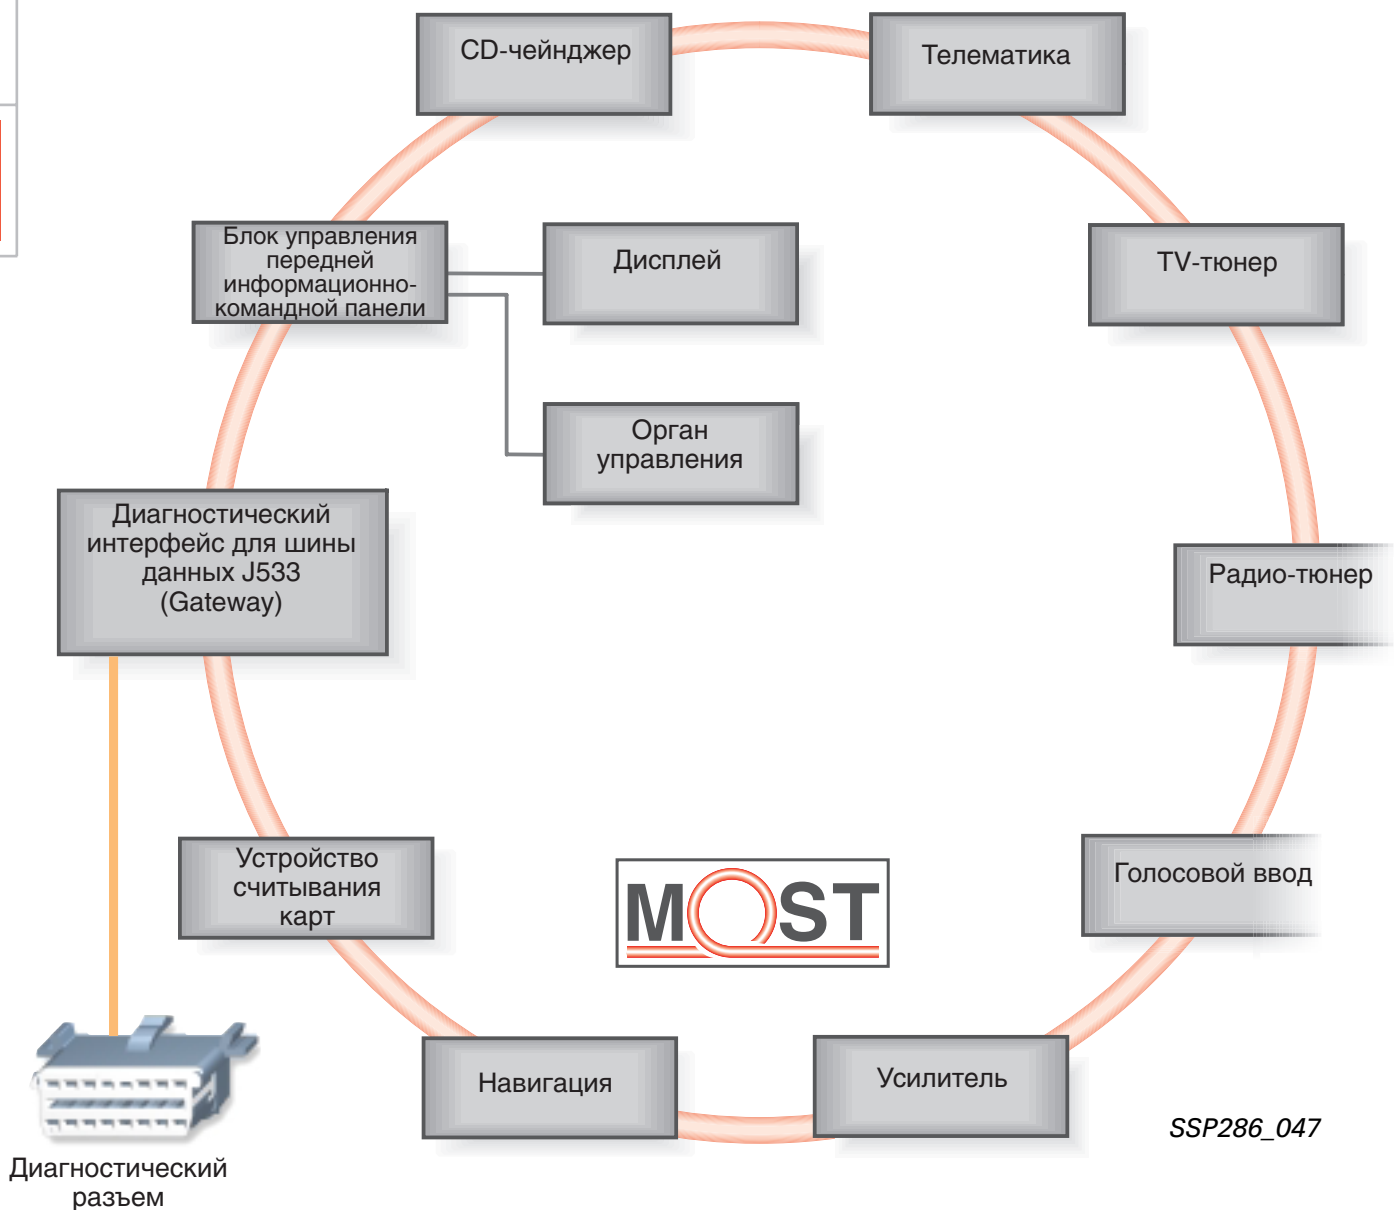 CD-чейнджер
Телематика
Блок управления
передней
информационно-
командной панели
Дисплей
TV-тюнер
Орган
управления
Диагностический
интерфейс для шины
данных J533
(Gateway)
Радио-тюнер
Устройство
считывания
карт
MOST
Голосовой ввод
Навигация
Усилитель
SSP286_047
Диагностический
разъем